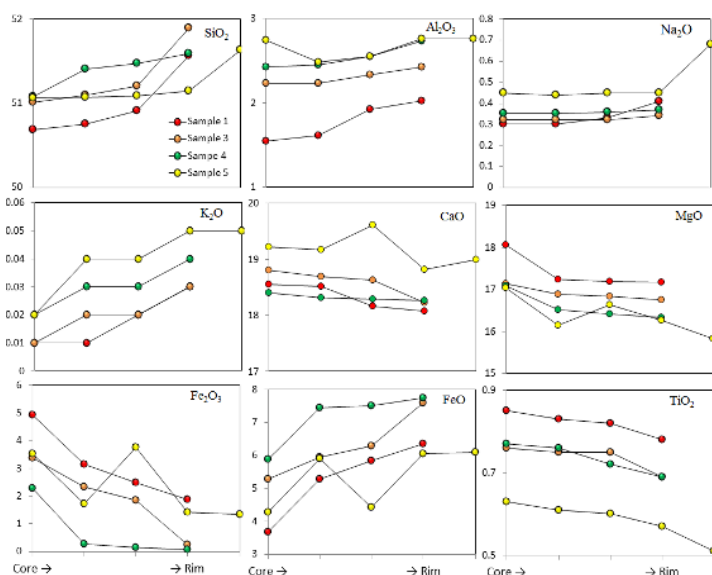 52
51
50
SiO₂
Sample 1
Sample 3
Sampe 4
Sample 5
3
2
1
Al₂O₃
0.8
0.7
0.6
0.5
0.4
0.3
0.2
0.1
0
Na₂O
0.06
0.05
0.04
0.03
0.02
0.01
0.01
K₂O
20
19
18
17
CaO
19
18
17
16
15
MgO
6
5
4
3
2
1
0
Fe₂O₃
Core → → Rim
8
7
6
5
4
3
FeO
Core → → Rim
0.9
0.7
0.5
TiO₂
Core → → Rim